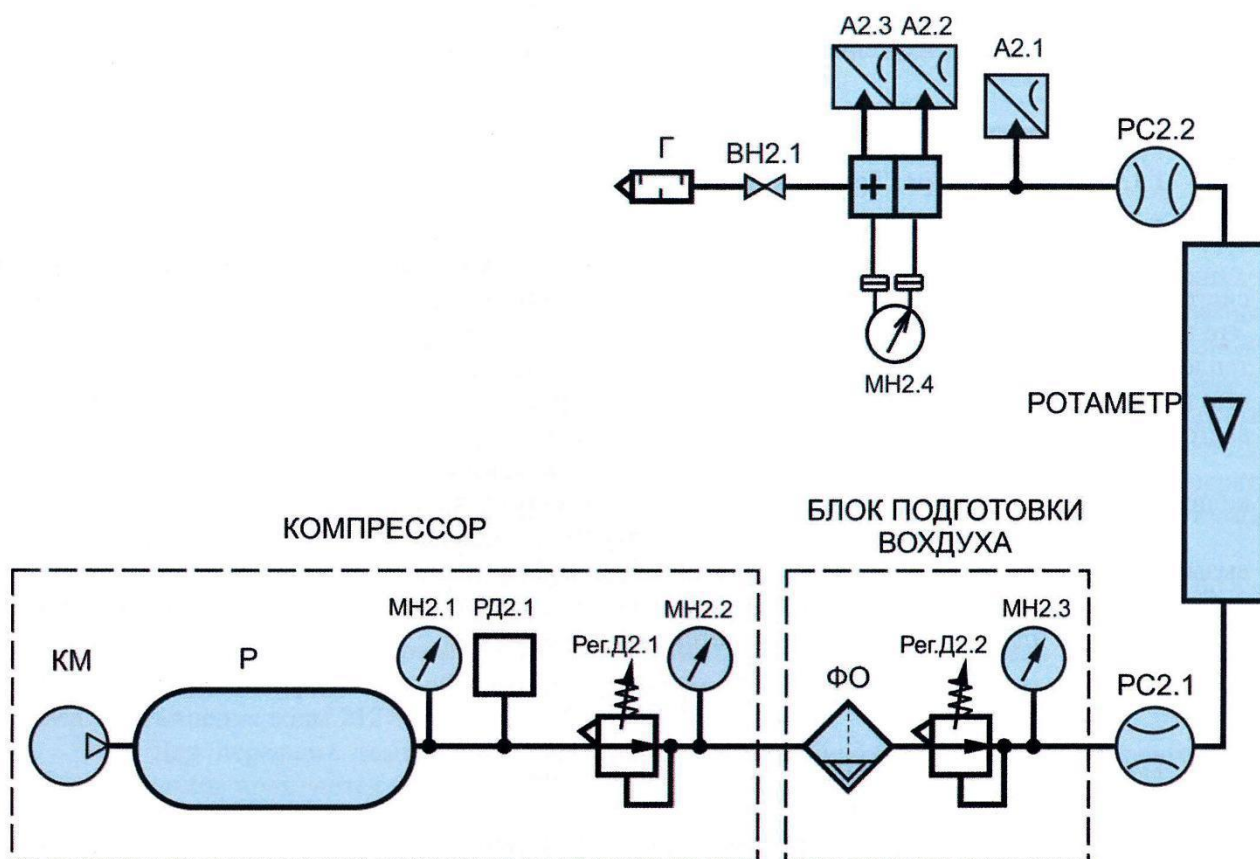 А2.3 А2.2
А2.1
РС2.2
Г
ВН2.1
+ −
МН2.4
РОТАМЕТР
КОМПРЕССОР
БЛОК ПОДГОТОВКИ
ВОХДУХА
МН2.1
РД2.1
МН2.2
МН2.3
КМ
Р
Рег.Д2.1
ФО
Рег.Д2.2
РС2.1